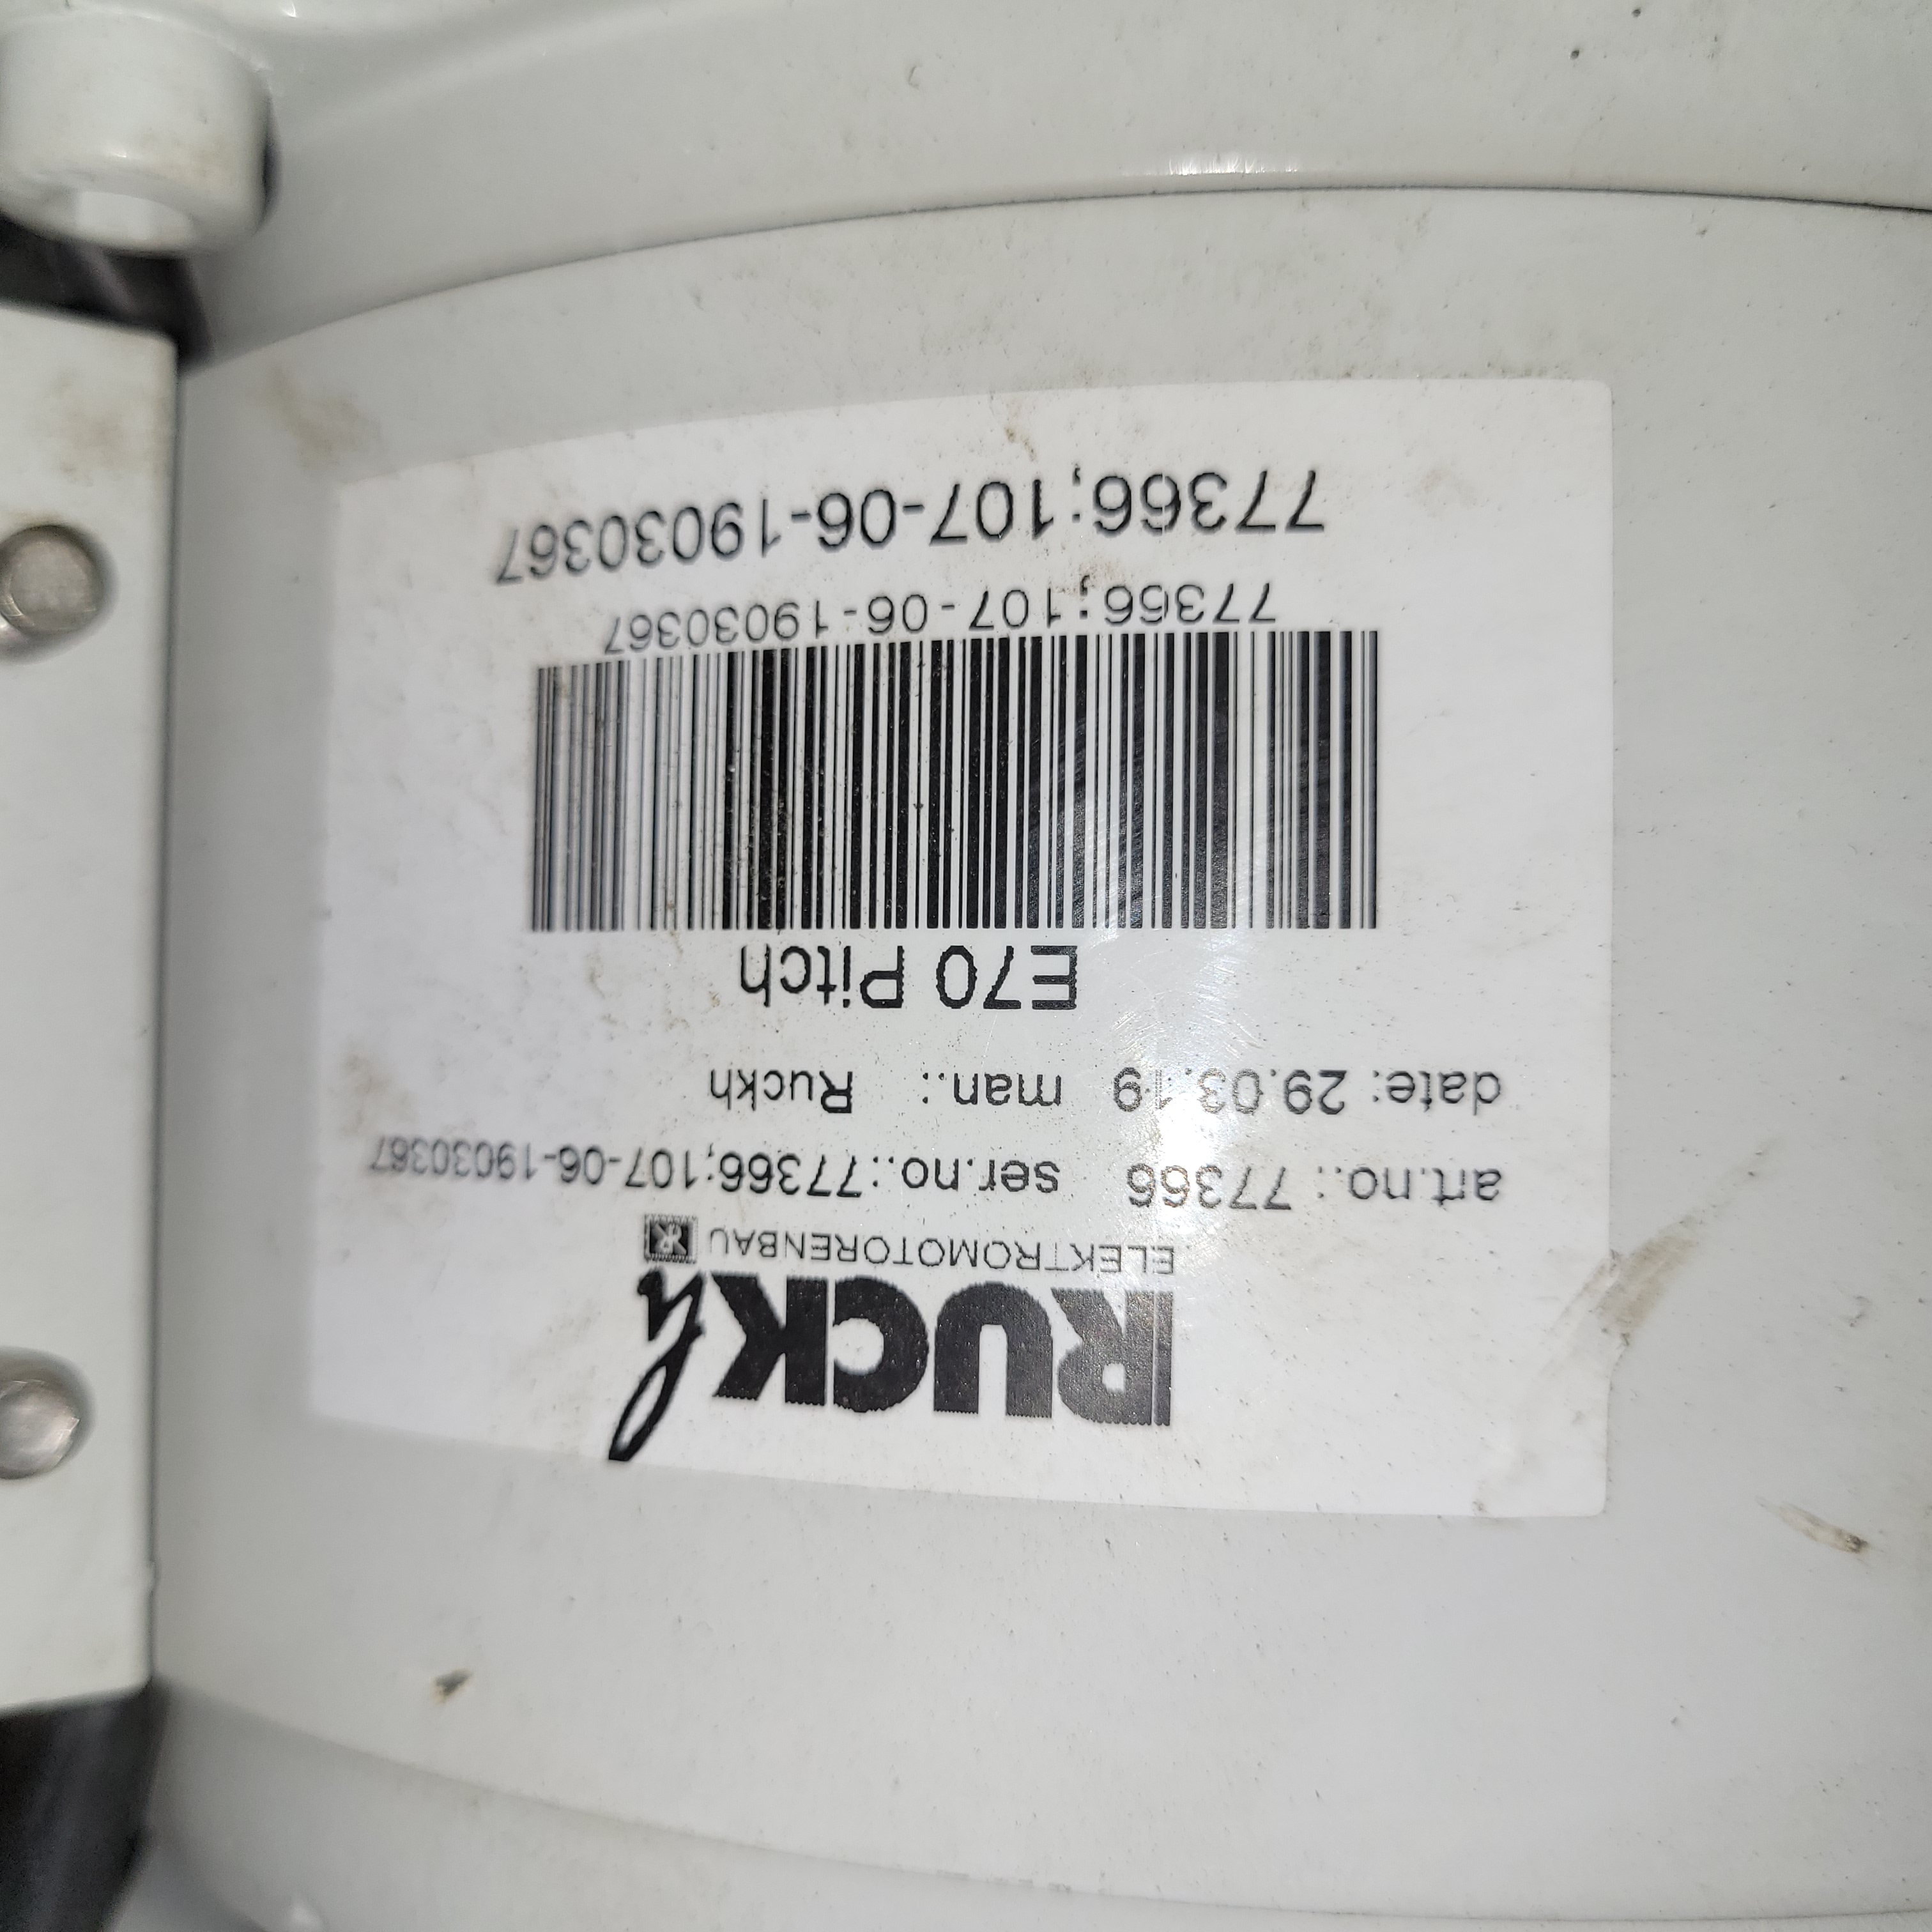 RUCKh
ELEKTROMOTORENBAU
art.no.: 77366 ser.no.:77366;107-06-19030367
date: 29.03.19 man.: Ruckh
E70 Pitch
77366;107-06-19030367
77366;107-06-19030367